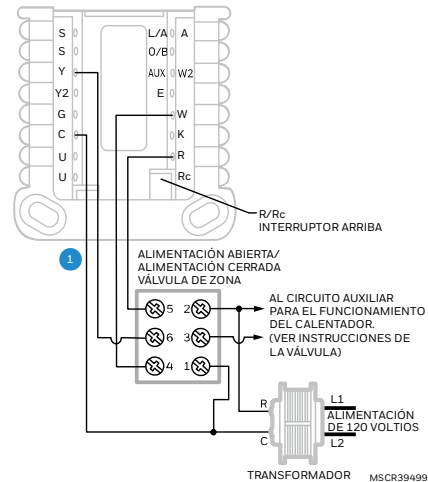 S L/A A
S O/B
Y AUX W2
Y2 E
G W
C K
U R
U Rc
R/Rc
INTERRUPTOR ARRIBA
1
ALIMENTACIÓN ABIERTA/
ALIMENTACIÓN CERRADA
VÁLVULA DE ZONA
5 2
6 3
4 1
AL CIRCUITO AUXILIAR
PARA EL FUNCIONAMIENTO
DEL CALENTADOR.
(VER INSTRUCCIONES DE
LA VÁLVULA)
R
C
L1
ALIMENTACIÓN
DE 120 VOLTIOS
L2
TRANSFORMADOR
MSCR39499